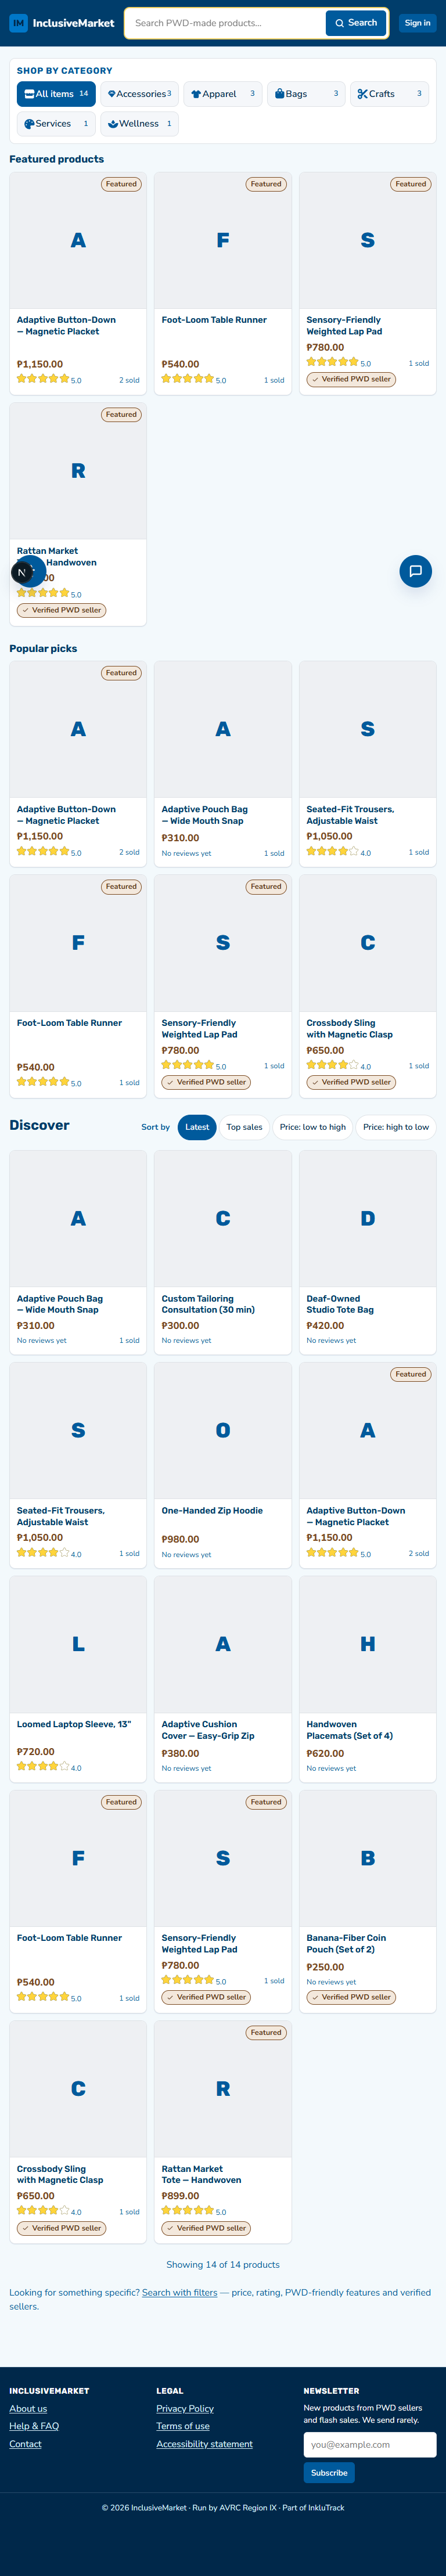 IM InclusiveMarket Search PWD-made products... Search Sign in
SHOP BY CATEGORY
All items 14 Accessories 3 Apparel 3 Bags 3 Crafts 3
Services 1 Wellness 1
Featured products
Featured Featured Featured
A F S
Adaptive Button-Down Foot-Loom Table Runner Sensory-Friendly
— Magnetic Placket Weighted Lap Pad
₱780.00
₱1,150.00 ₱540.00 5.0 1 sold
5.0 2 sold 5.0 1 sold Verified PWD seller
Featured
R
Rattan Market
Handwoven
N
5.0
Verified PWD seller
Popular picks
Featured
A A S
Adaptive Button-Down Adaptive Pouch Bag Seated-Fit Trousers,
— Magnetic Placket — Wide Mouth Snap Adjustable Waist
₱1,150.00 ₱310.00 ₱1,050.00
5.0 2 sold No reviews yet 1 sold 4.0 1 sold
Featured Featured
F S C
Foot-Loom Table Runner Sensory-Friendly Crossbody Sling
Weighted Lap Pad with Magnetic Clasp
₱780.00 ₱650.00
₱540.00 5.0 1 sold 4.0 1 sold
5.0 1 sold Verified PWD seller Verified PWD seller
Discover Sort by Latest Top sales Price: low to high Price: high to low
A C D
Adaptive Pouch Bag Custom Tailoring Deaf-Owned
— Wide Mouth Snap Consultation (30 min) Studio Tote Bag
₱310.00 ₱300.00 ₱420.00
No reviews yet 1 sold No reviews yet No reviews yet
Featured
S O A
Seated-Fit Trousers, One-Handed Zip Hoodie Adaptive Button-Down
Adjustable Waist — Magnetic Placket
₱1,050.00 ₱980.00 ₱1,150.00
4.0 1 sold No reviews yet 5.0 2 sold
L A H
Loomed Laptop Sleeve, 13" Adaptive Cushion Handwoven
Cover — Easy-Grip Zip Placemats (Set of 4)
₱720.00 ₱380.00 ₱620.00
4.0 No reviews yet No reviews yet
Featured Featured
F S B
Foot-Loom Table Runner Sensory-Friendly Banana-Fiber Coin
Weighted Lap Pad Pouch (Set of 2)
₱780.00 ₱250.00
₱540.00 5.0 1 sold No reviews yet
5.0 1 sold Verified PWD seller Verified PWD seller
Featured
C R
Crossbody Sling Rattan Market
with Magnetic Clasp Tote — Handwoven
₱650.00 ₱899.00
4.0 1 sold 5.0
Verified PWD seller Verified PWD seller
Showing 14 of 14 products
Looking for something specific? Search with filters — price, rating, PWD-friendly features and verified
sellers.
INCLUSIVEMARKET LEGAL NEWSLETTER
About us Privacy Policy New products from PWD sellers
Help & FAQ Terms of use and flash sales. We send rarely.
Contact Accessibility statement you@example.com
Subscribe
© 2026 InclusiveMarket · Run by AVRC Region IX · Part of InkluTrack